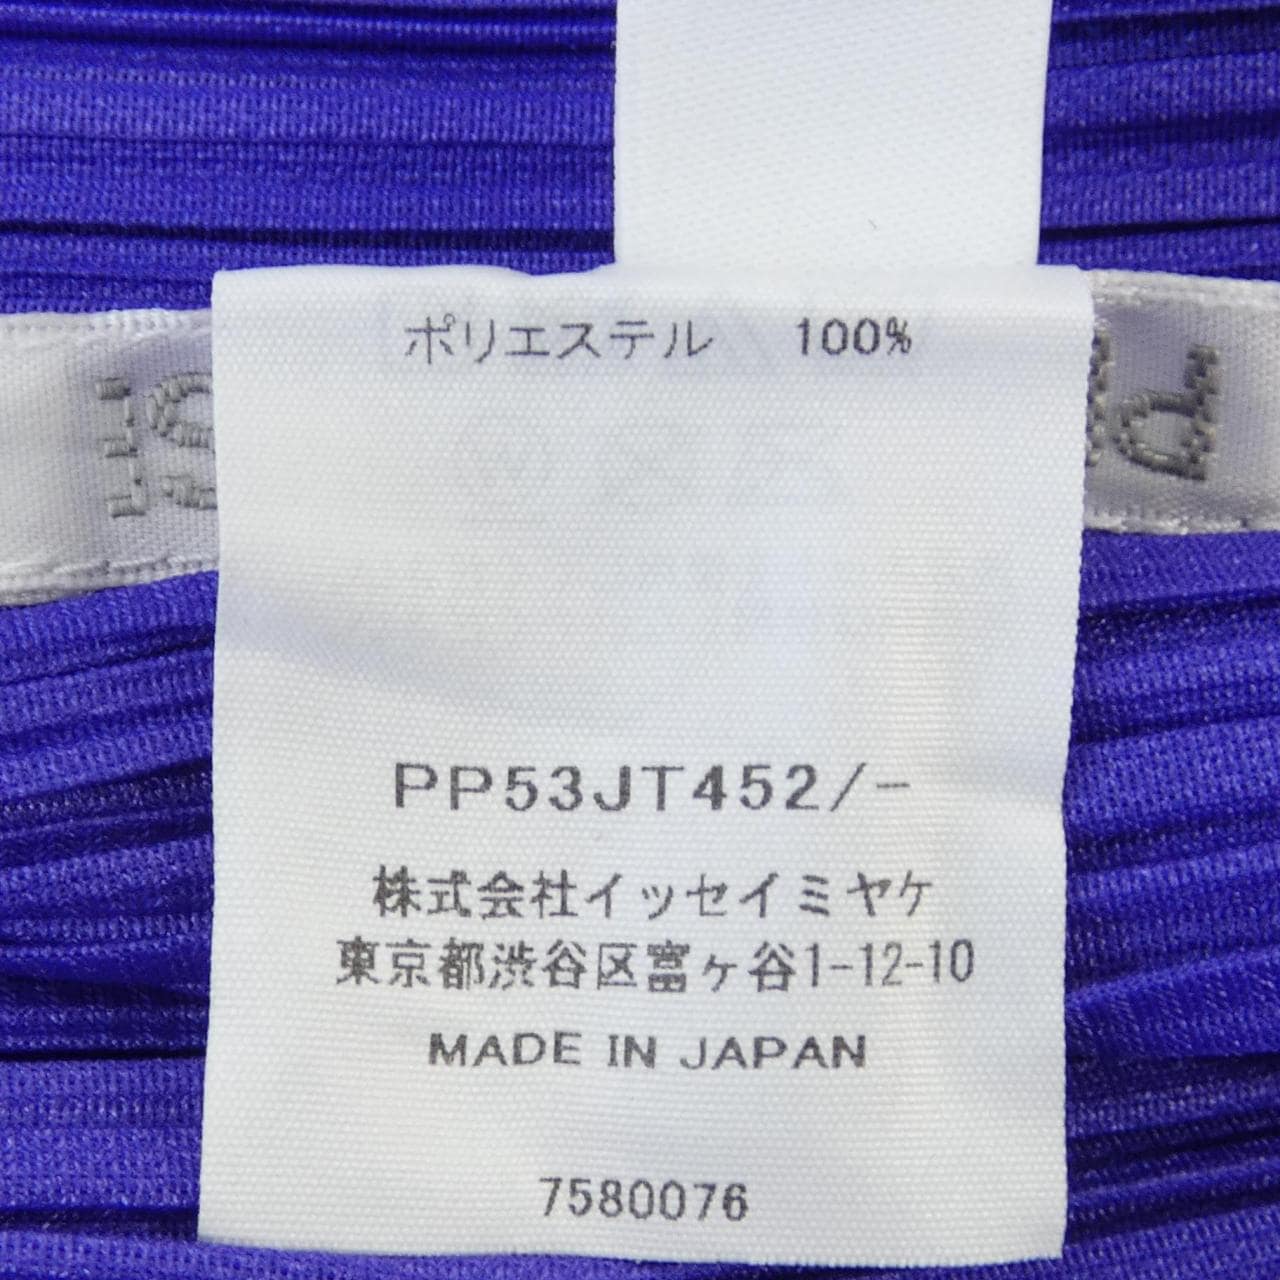 ポリエステル 100%
PP53JT452/-
株式会社イッセイミヤケ
東京都渋谷区富ヶ谷1-12-10
MADE IN JAPAN
7580076